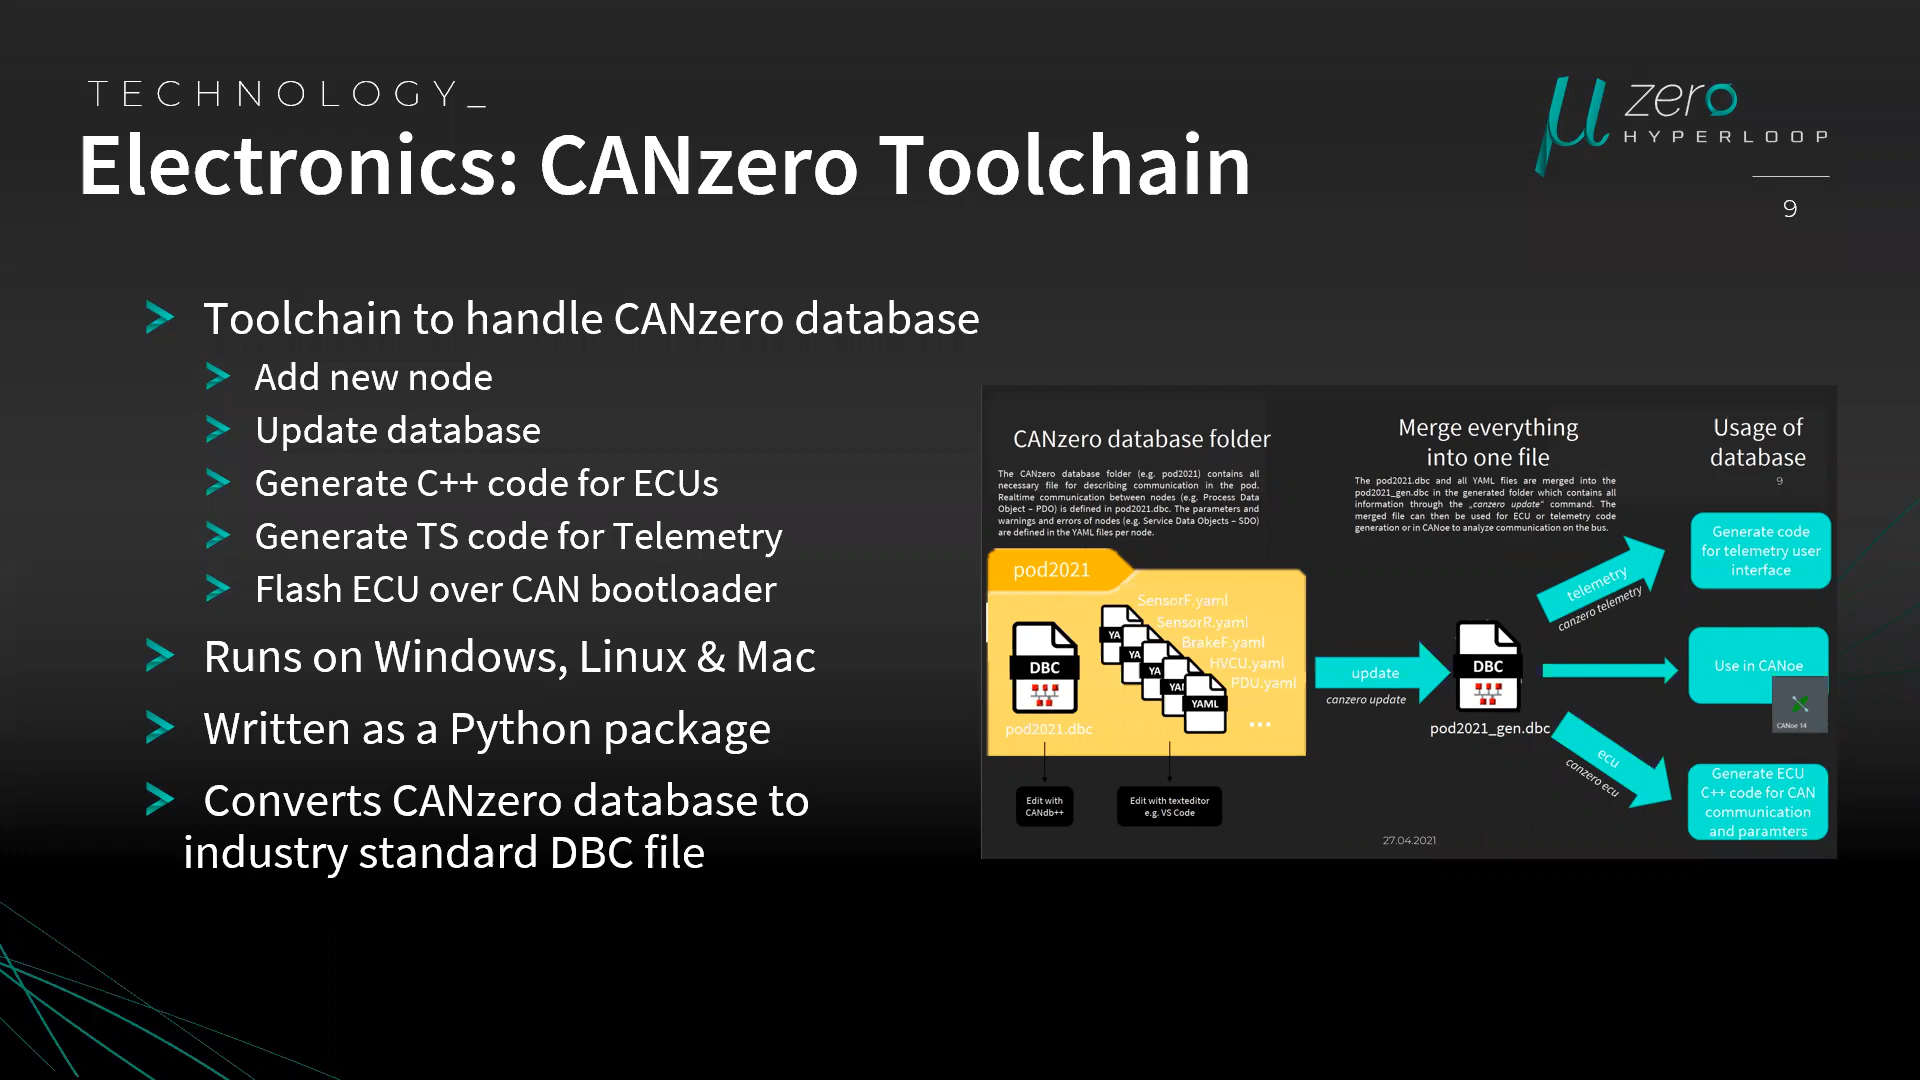 TECHNOLOGY_
Electronics: CANzero Toolchain
μ zero
HYPERLOOP
9
Toolchain to handle CANzero database
Add new node
Update database
Generate C++ code for ECUs
Generate TS code for Telemetry
Flash ECU over CAN bootloader
Runs on Windows, Linux & Mac
Written as a Python package
Converts CANzero database to
industry standard DBC file
CANzero database folder
The CANzero database folder (e.g. pod2021) contains all
necessary file for describing communication in the pod.
Realtime communication between nodes (e.g. Process Data
Object – PDO) is defined in pod2021.dbc. The parameters and
warnings and errors of nodes (e.g. Service Data Objects – SDO)
are defined in the YAML files per node.
pod2021
DBC
pod2021.dbc
YA
YA
YA
YAI
YAML
SensorF.yaml
SensorR.yaml
BrakeF.yaml
HVCU.yaml
PDU.yaml
...
Edit with
CANdb++
Edit with texteditor
e.g. VS Code
update
canzero update
Merge everything
into one file
The pod2021.dbc and all YAML files are merged into the
pod2021_gen.dbc in the generated folder which contains all
information through the „canzero update“ command. The
merged file can then be used for ECU or telemetry code
generation or in CANoe to analyze communication on the bus.
DBC
pod2021_gen.dbc
telemetry
canzero telemetry
ecu
canzero ecu
Usage of
database
9
Generate code
for telemetry user
interface
Use in CANoe
CANoe 14
Generate ECU
C++ code for CAN
communication
and paramters
27.04.2021